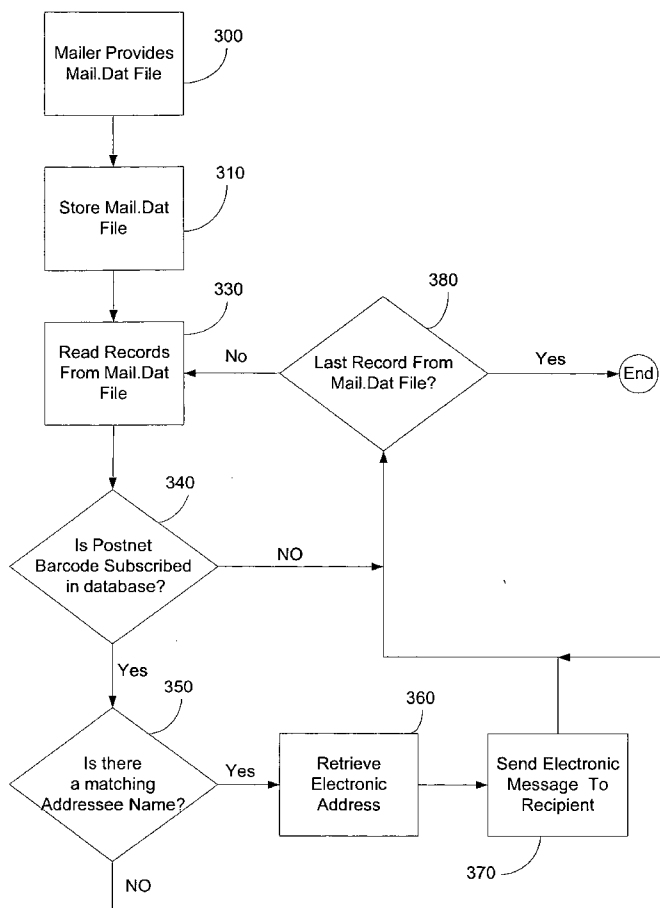 300
Mailer Provides
Mail.Dat File
310
Store Mail.Dat
File
330
Read Records
From Mail.Dat
File
No
380
Last Record From
Mail.Dat File?
Yes
End
340
Is Postnet
Barcode Subscribed
in database?
NO
Yes
350
Is there
a matching
Addressee Name?
Yes
360
Retrieve
Electronic
Address
Send Electronic
Message To
Recipient
370
NO